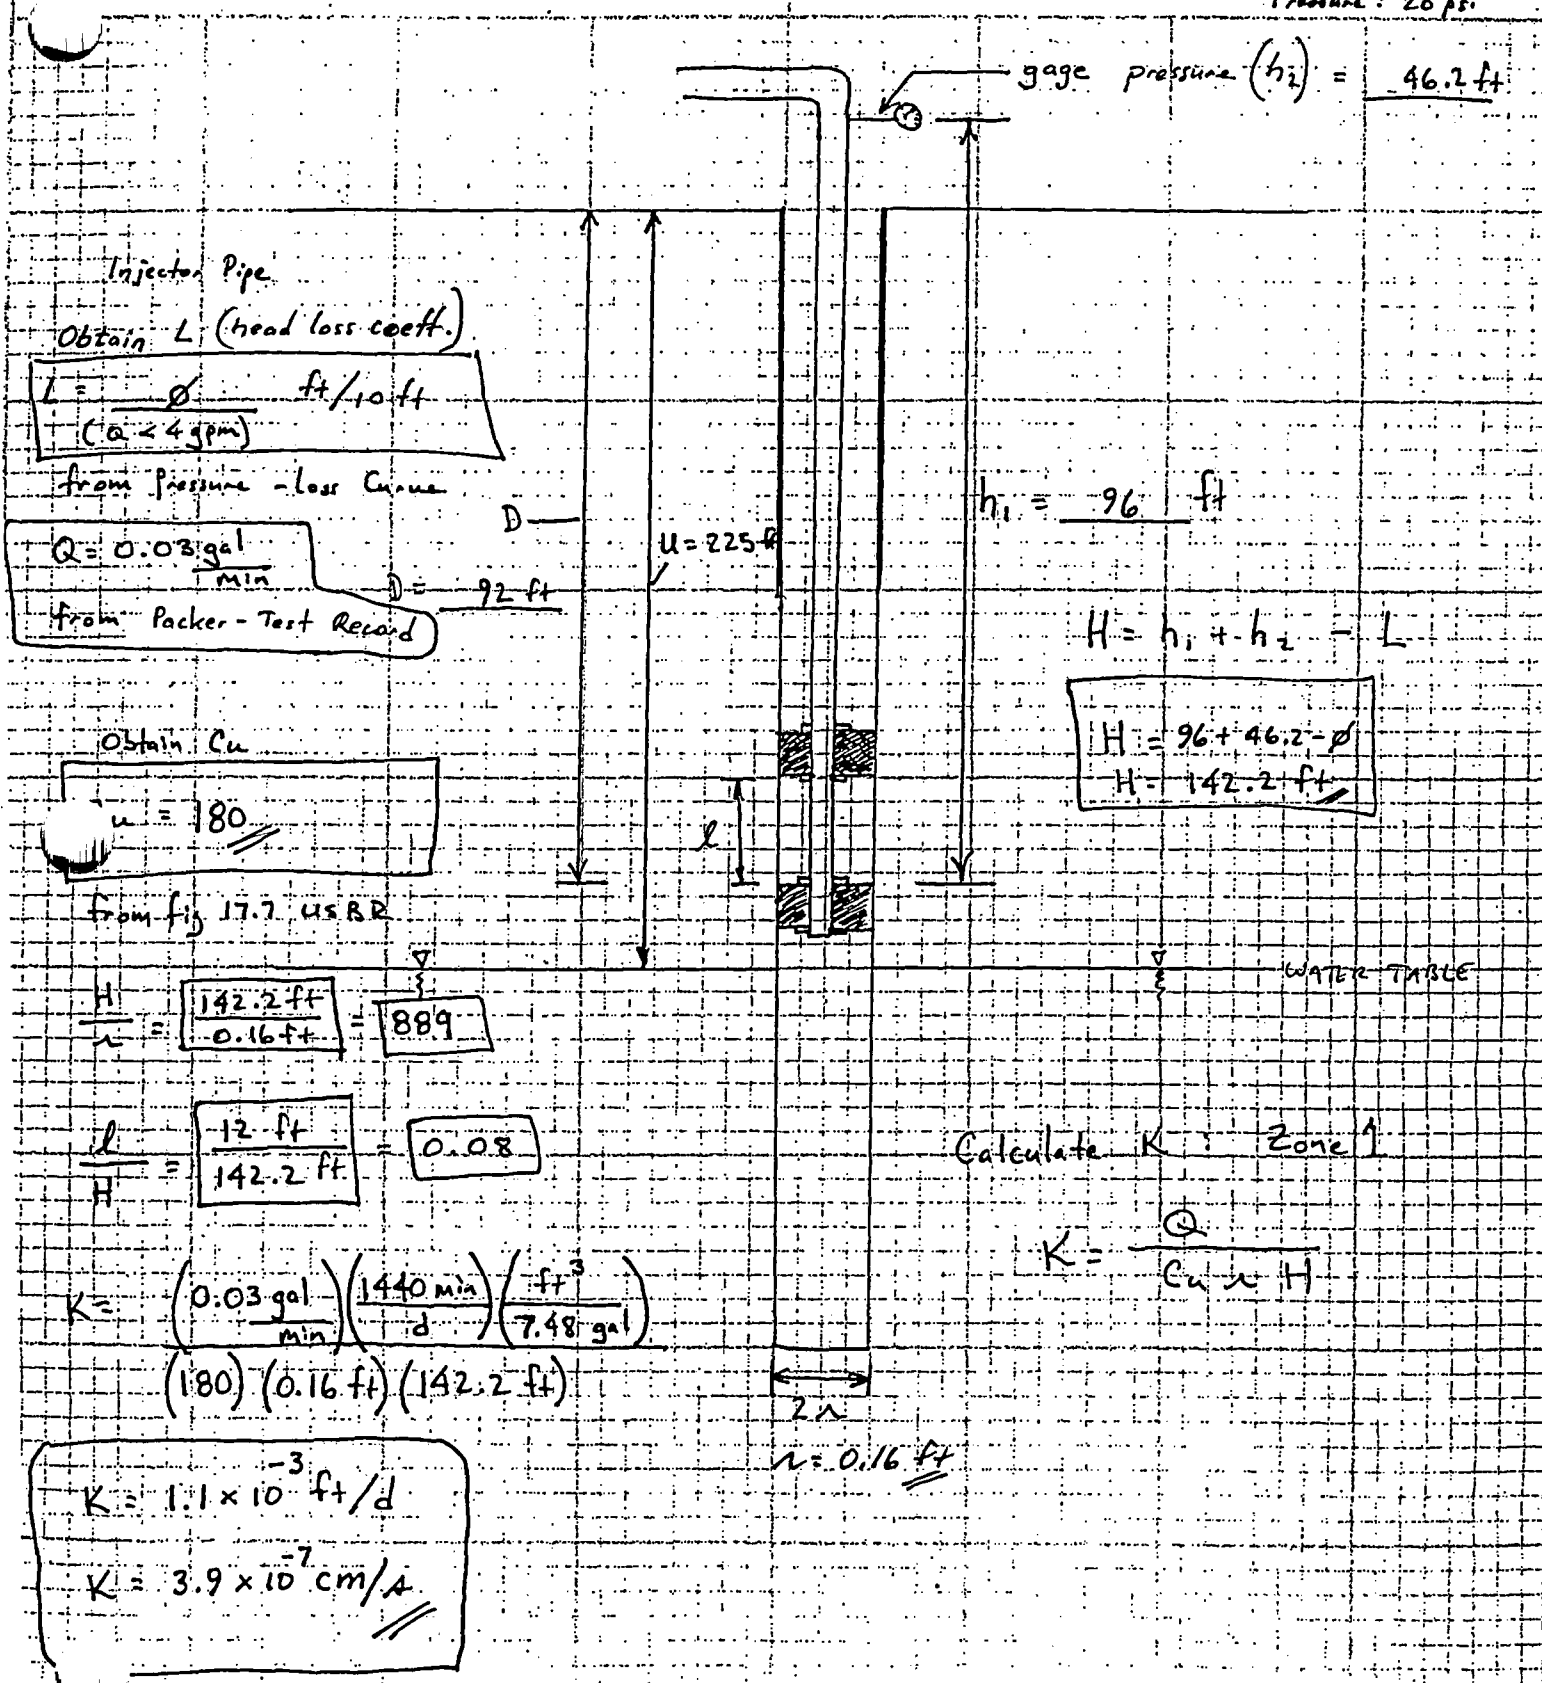 Pressure: 20 psi
gage pressure (h₂) = 46.2 ft
Injector Pipe
Obtain L (head loss coeff.)
L = ∅ ft/10 ft
(Q < 4 gpm)
from Pressure - loss Curve
Q = 0.03 gal/min
from Packer-Test Record
D
D = 92 ft
U = 225 ft
h₁ = 96 ft
H = h₁ + h₂ - L
H = 96 + 46.2 - ∅
H = 142.2 ft
Obtain Cu
u = 180
from fig 17.7 USBR
l
WATER TABLE
H/r = 142.2 ft/0.16 ft = 889
l/H = 12 ft/142.2 ft = 0.08
Calculate K: Zone 1
K = Q/Cu r H
K = (0.03 gal/min)(1440 min/d)(ft³/7.48 gal)
(180)(0.16 ft)(142.2 ft)
2r
r = 0.16 ft
K = 1.1 × 10⁻³ ft/d
K = 3.9 × 10⁻⁷ cm/s